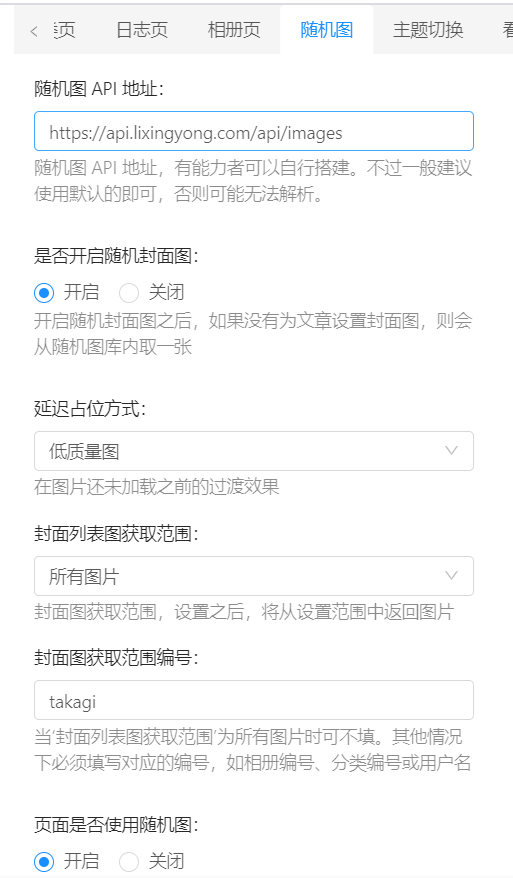 页 日志页 相册页 随机图 主题切换
随机图 API 地址:
https://api.lixingyong.com/api/images
随机图 API 地址，有能力者可以自行搭建。不过一般建议
使用默认的即可，否则可能无法解析。
是否开启随机封面图:
开启 关闭
开启随机封面图之后，如果没有为文章设置封面图，则会
从随机图库内取一张
延迟占位方式:
低质量图
在图片还未加载之前的过渡效果
封面列表图获取范围:
所有图片
封面图获取范围，设置之后，将从设置范围中返回图片
封面图获取范围编号:
takagi
当‘封面列表图获取范围’为所有图片时可不填。其他情况
下必须填写对应的编号，如相册编号、分类编号或用户名
页面是否使用随机图:
开启 关闭